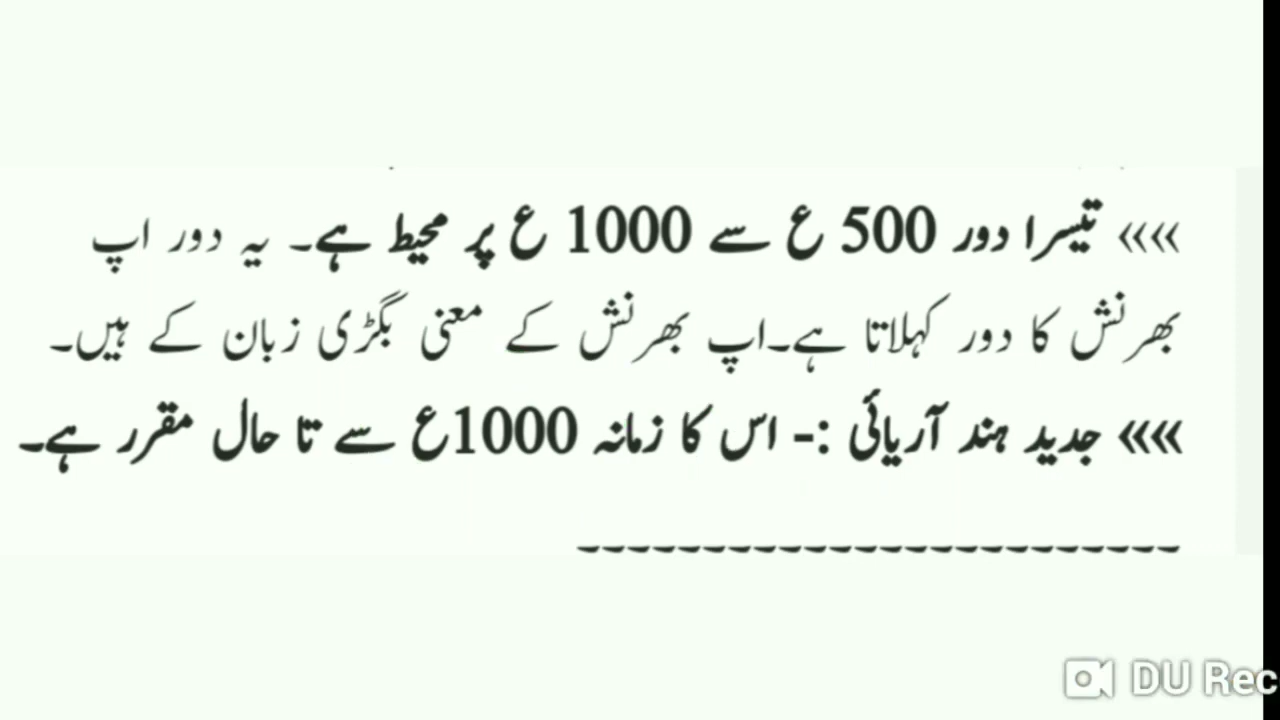 »» تیسرا دور 500 ع سے 1000 ع پر محیط ہے۔ یہ دور اپ
بھرنش کا دور کہلاتا ہے۔اپ بھرنش کے معنی بگڑی زبان کے ہیں۔
»» جدید ہند آریائی :- اس کا زمانہ 1000ع سے تا حال مقرر ہے۔
------------------------
DU Rec